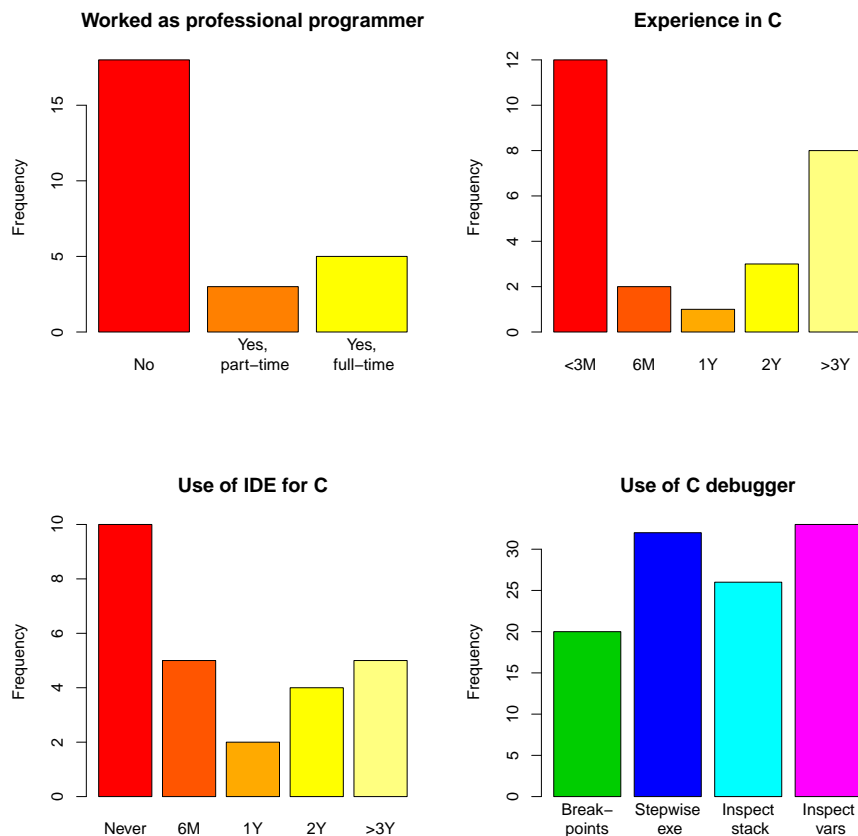 Worked as professional programmer
Frequency
15
10
5
0
No
Yes,
part−time
Yes,
full−time
Experience in C
Frequency
12
10
8
6
4
2
0
<3M
6M
1Y
2Y
>3Y
Use of IDE for C
Frequency
10
8
6
4
2
0
Never
6M
1Y
2Y
>3Y
Use of C debugger
Frequency
30
25
20
15
10
5
0
Break−
points
Stepwise
exe
Inspect
stack
Inspect
vars